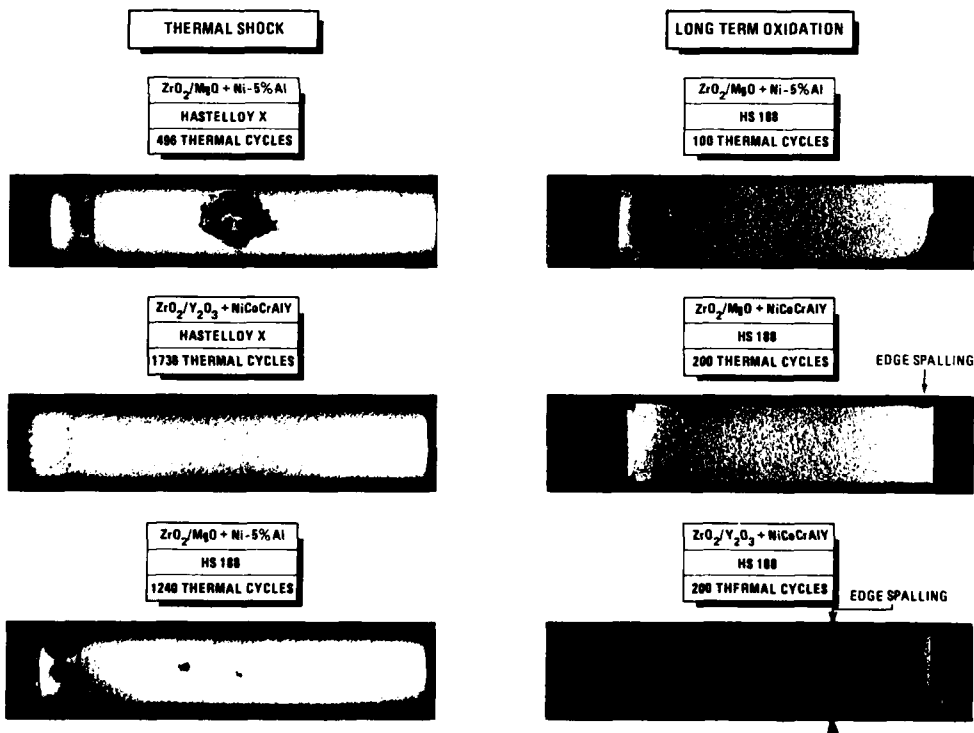 THERMAL SHOCK
ZrO2/MgO + Ni-5%Al
HASTELLOY X
496 THERMAL CYCLES
ZrO2/Y2O3 + NiCoCrAlY
HASTELLOY X
1736 THERMAL CYCLES
ZrO2/MgO + Ni-5%Al
HS 188
1240 THERMAL CYCLES
LONG TERM OXIDATION
ZrO2/MgO + Ni-5%Al
HS 188
100 THERMAL CYCLES
ZrO2/MgO + NiCoCrAlY
HS 188
200 THERMAL CYCLES
EDGE SPALLING
ZrO2/Y2O3 + NiCoCrAlY
HS 188
200 THERMAL CYCLES
EDGE SPALLING